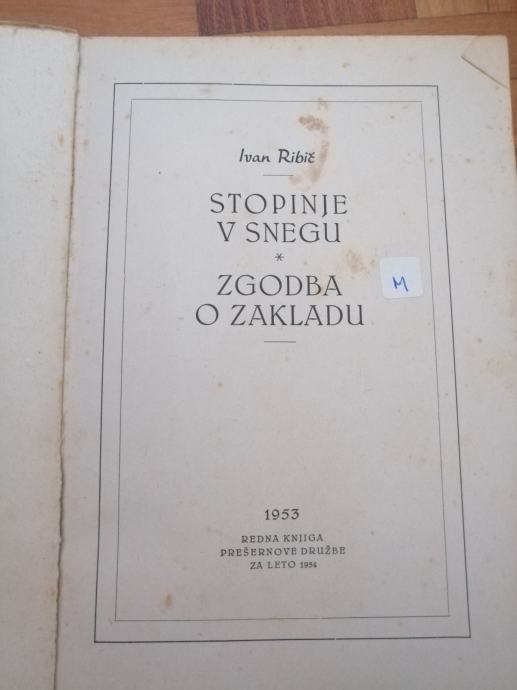 Ivan Ribič
STOPINJE
V SNEGU
*
ZGODBA
O ZAKLADU
M
1953
REDNA KNJIGA
PREŠERNOVE DRUŽBE
ZA LETO 1954